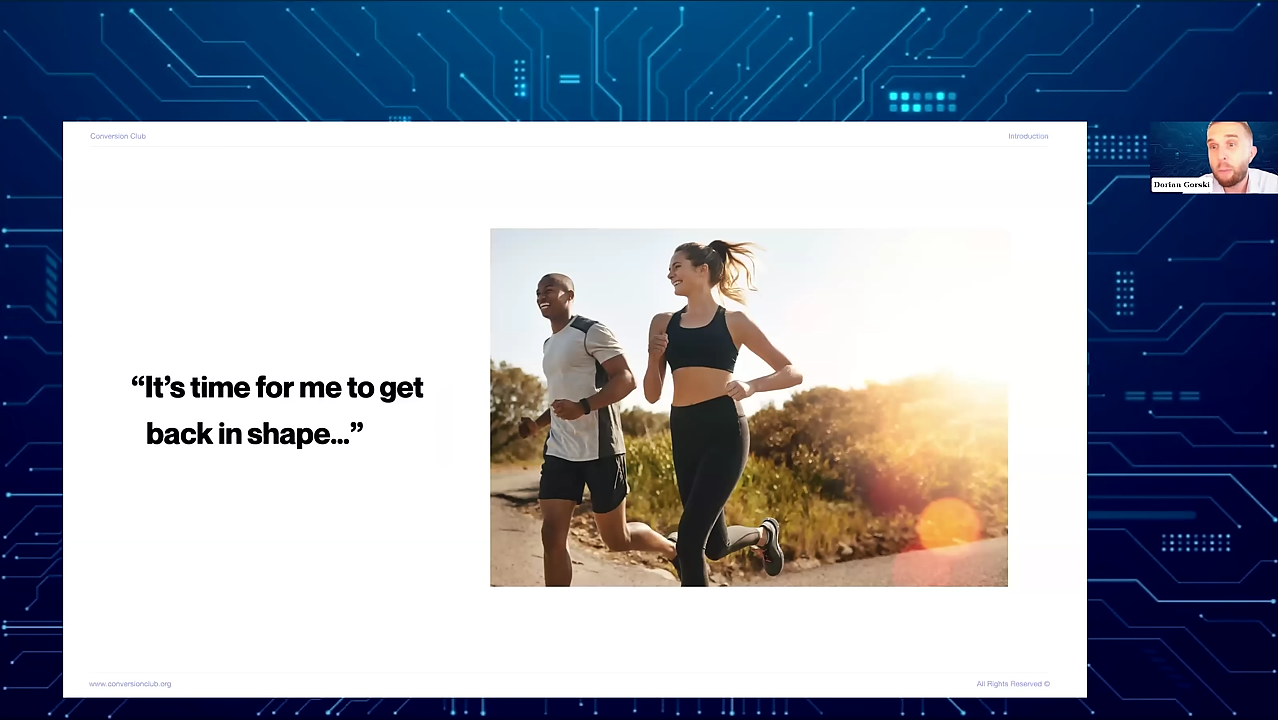 Conversion Club
Introduction
Dorian Gorski
“It’s time for me to get
back in shape...”
www.conversionclub.org
All Rights Reserved ©